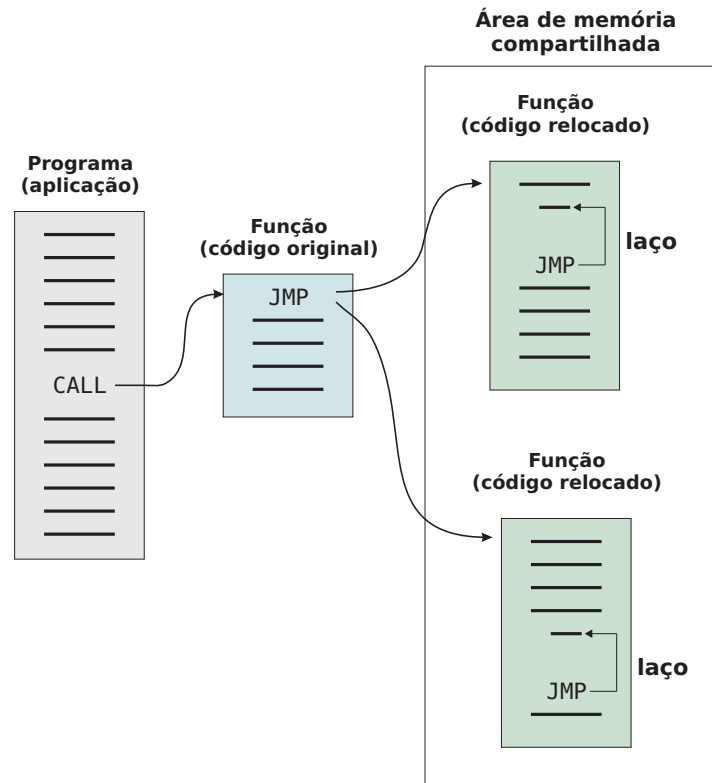 Área de memória
compartilhada
Função
(código relocado)
Programa
(aplicação)
Função
(código original)
laço
JMP
JMP
CALL
Função
(código relocado)
laço
JMP